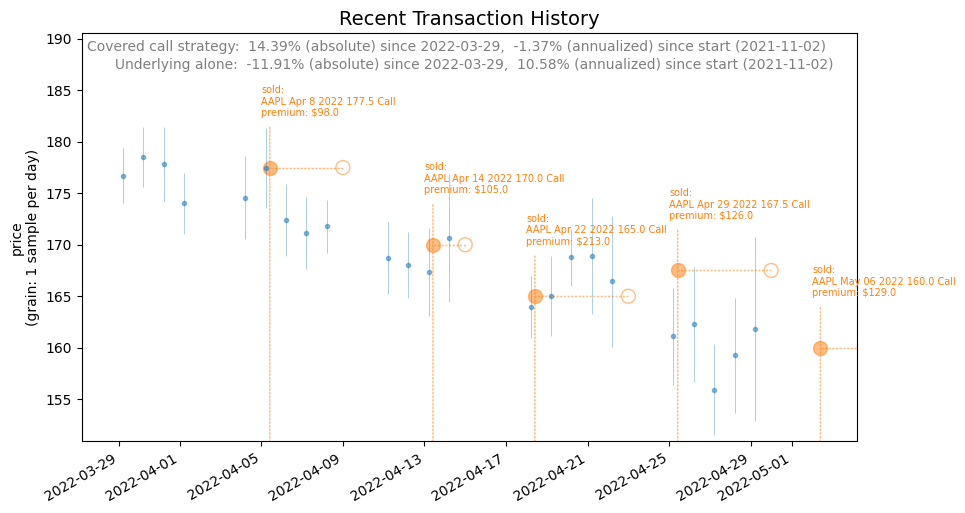 Recent Transaction History
Covered call strategy:  14.39% (absolute) since 2022-03-29,  -1.37% (annualized) since start (2021-11-02)
Underlying alone:  -11.91% (absolute) since 2022-03-29,  10.58% (annualized) since start (2021-11-02)
190
185
180
175
170
165
160
155
price
(grain: 1 sample per day)
sold:
AAPL Apr 8 2022 177.5 Call
premium: $98.0
sold:
AAPL Apr 14 2022 170.0 Call
premium: $105.0
sold:
AAPL Apr 22 2022 165.0 Call
premium: $213.0
sold:
AAPL Apr 29 2022 167.5 Call
premium: $126.0
sold:
AAPL May 06 2022 160.0 Call
premium: $129.0
2022-03-29
2022-04-01
2022-04-05
2022-04-09
2022-04-13
2022-04-17
2022-04-21
2022-04-25
2022-04-29
2022-05-01